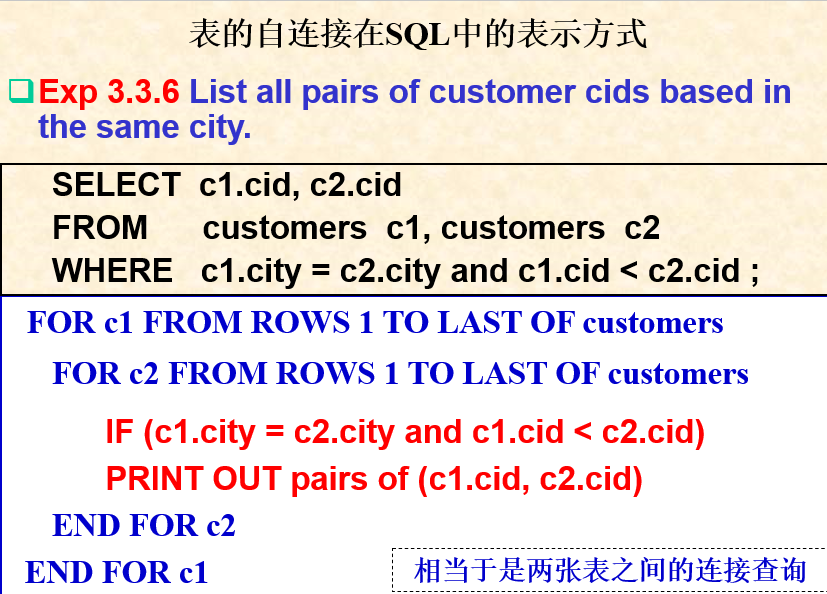 表的自连接在SQL中的表示方式
Exp 3.3.6 List all pairs of customer cids based in
the same city.
SELECT c1.cid, c2.cid
FROM customers c1, customers c2
WHERE c1.city = c2.city and c1.cid < c2.cid ;
FOR c1 FROM ROWS 1 TO LAST OF customers
FOR c2 FROM ROWS 1 TO LAST OF customers
IF (c1.city = c2.city and c1.cid < c2.cid)
PRINT OUT pairs of (c1.cid, c2.cid)
END FOR c2
END FOR c1
相当于是两张表之间的连接查询